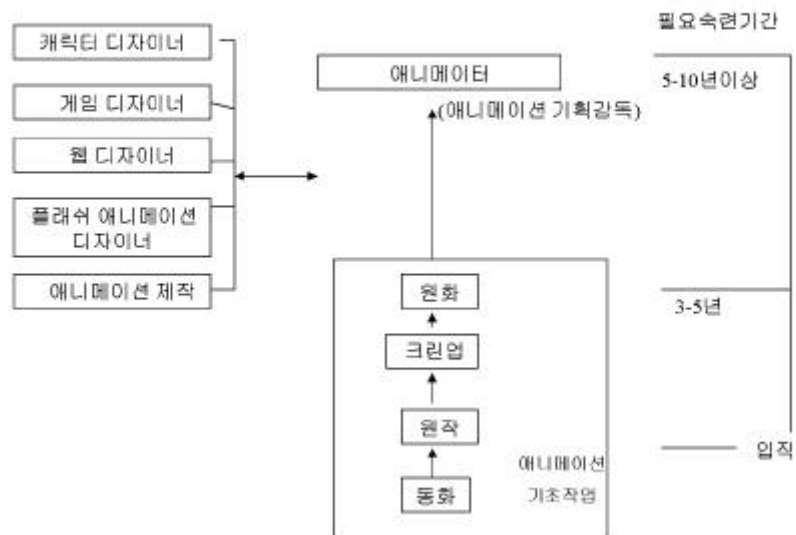 필요숙련기간
캐릭터 디자이너
게임 디자이너
웹 디자이너
플래쉬 애니메이션
디자이너
애니메이션 제작
애니메이터
(애니메이션 기획감독)
5-10년이상
원화
크린업
원작
동화
애니메이션
기초작업
3-5년
입직